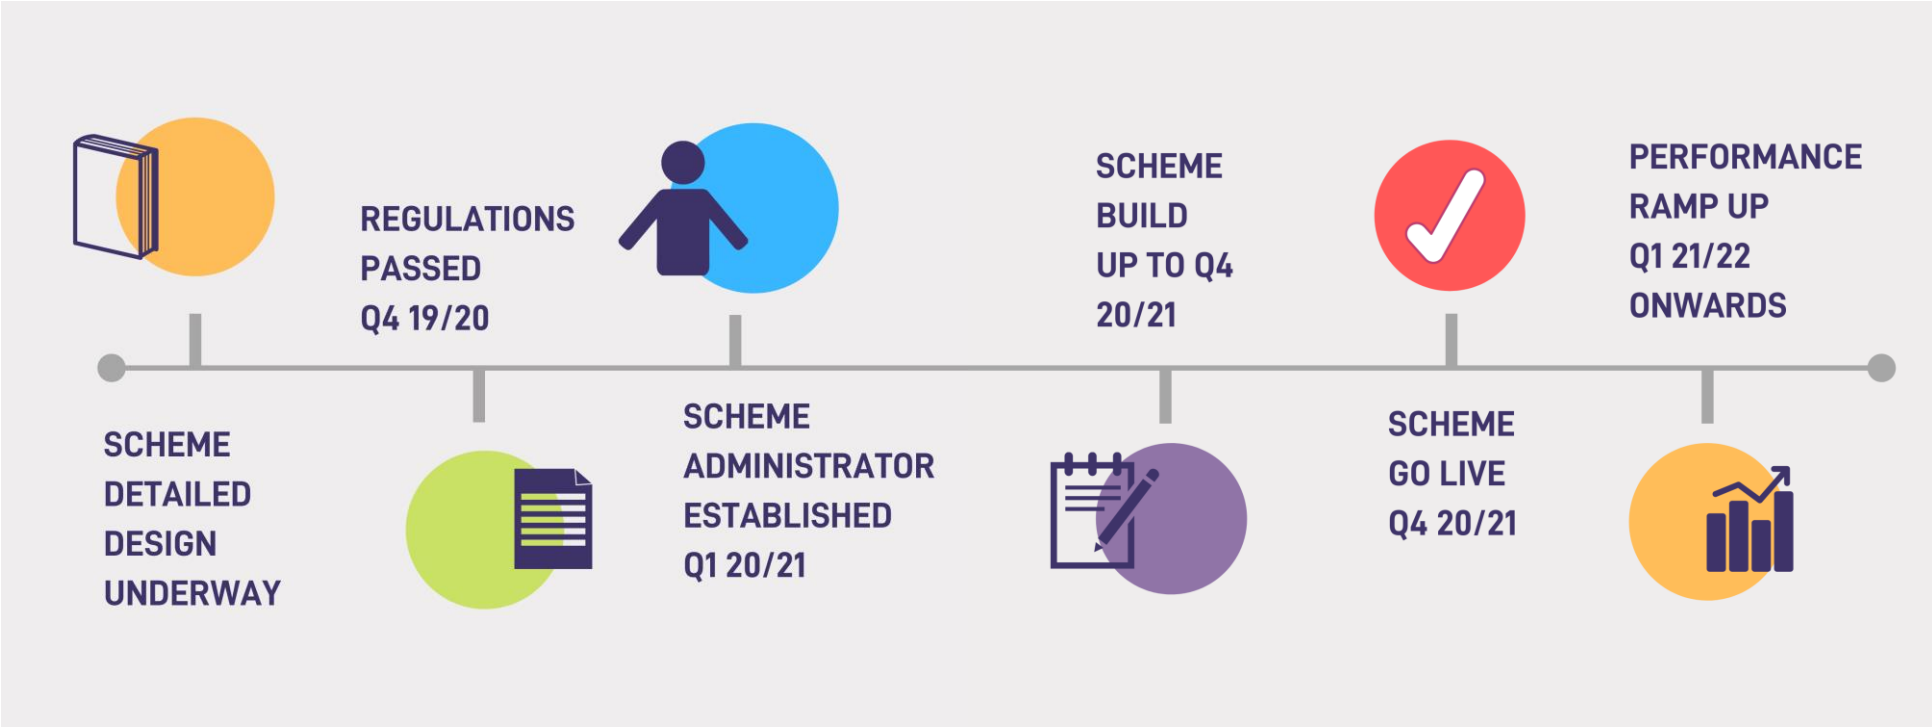 SCHEME
DETAILED
DESIGN
UNDERWAY
REGULATIONS
PASSED
Q4 19/20
SCHEME
ADMINISTRATOR
ESTABLISHED
Q1 20/21
SCHEME
BUILD
UP TO Q4
20/21
SCHEME
GO LIVE
Q4 20/21
PERFORMANCE
RAMP UP
Q1 21/22
ONWARDS